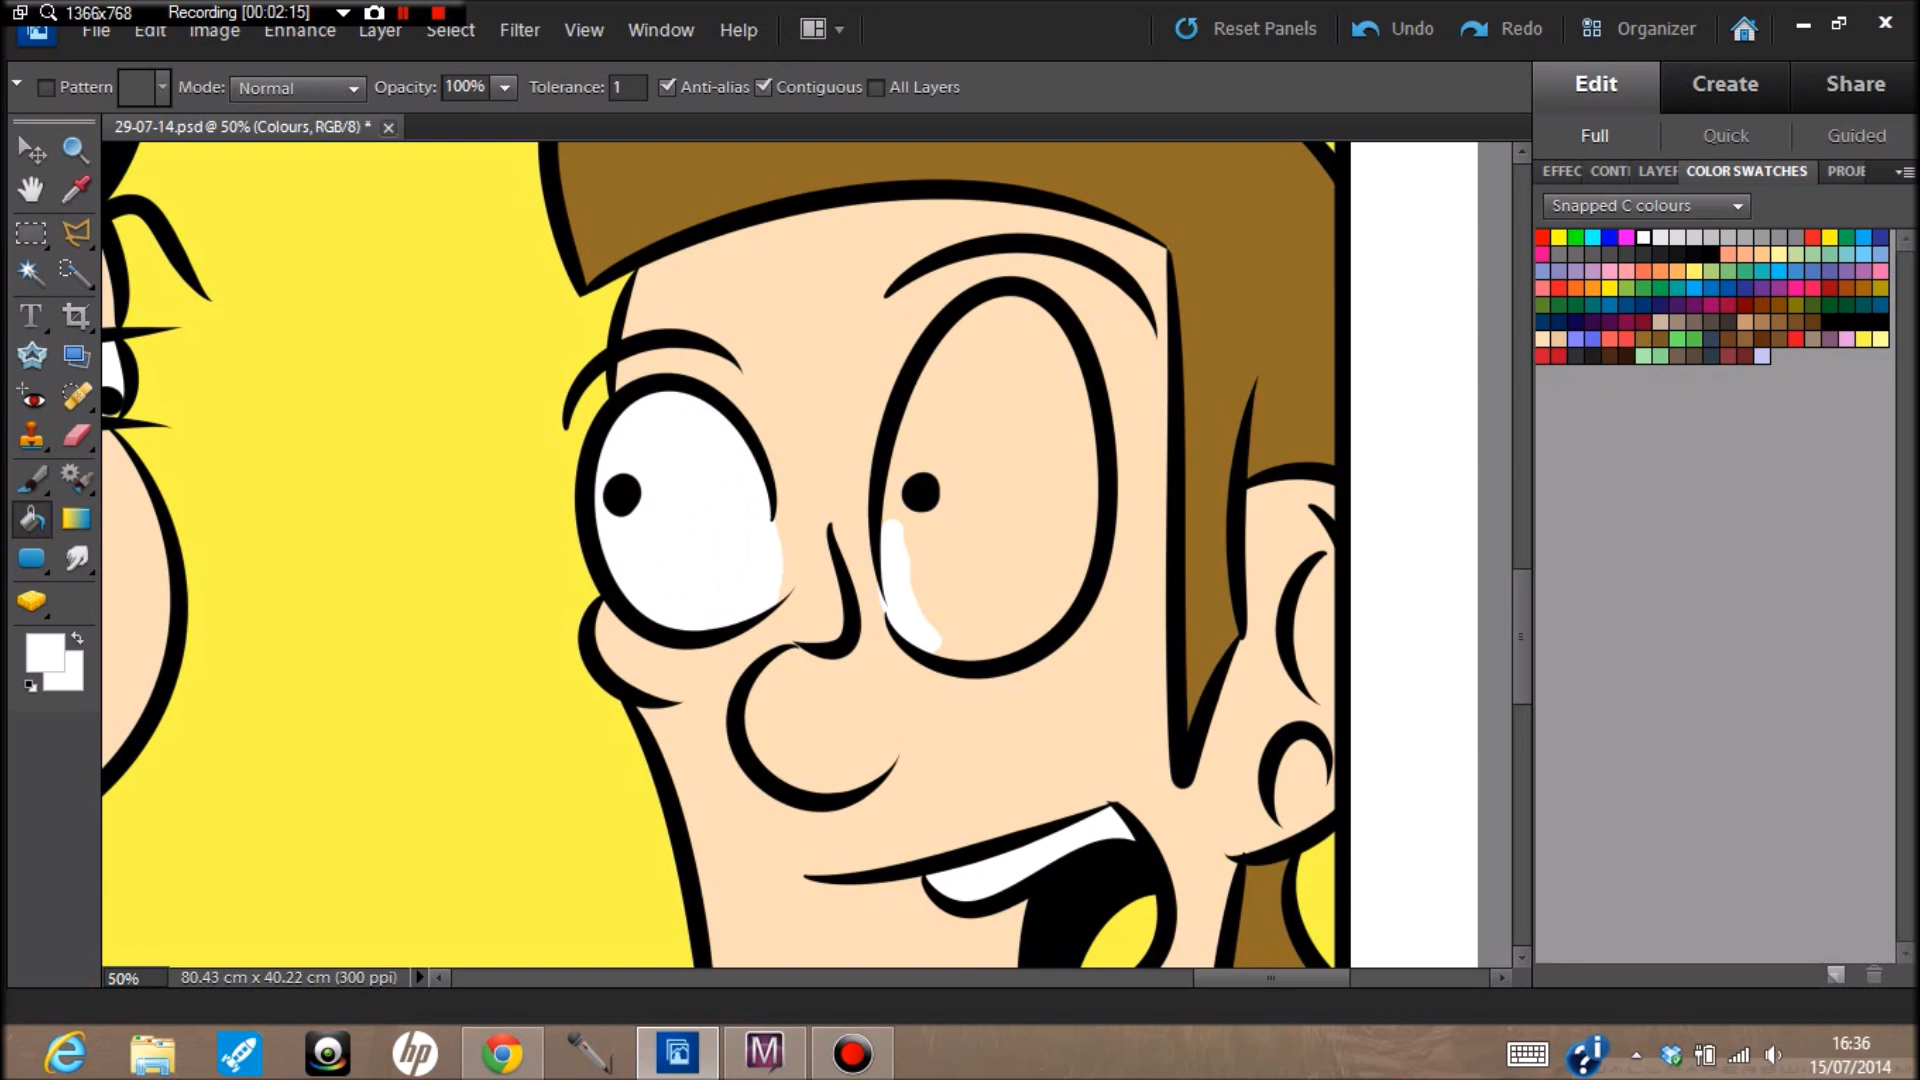 1366x768 Recording [00:02:15]
File Edit Image Enhance Layer Select Filter View Window Help Reset Panels Undo Redo Organizer
Pattern Mode: Normal Opacity: 100% Tolerance: 1 Anti-alias Contiguous All Layers
Edit Create Share
29-07-14.psd @ 50% (Colours, RGB/8) *
Full Quick Guided
EFFEC CONTI LAYEF COLOR SWATCHES PROJE
Snapped C colours
T
50% 80.43 cm x 40.22 cm (300 ppi)
hp
M
16:36
15/07/2014